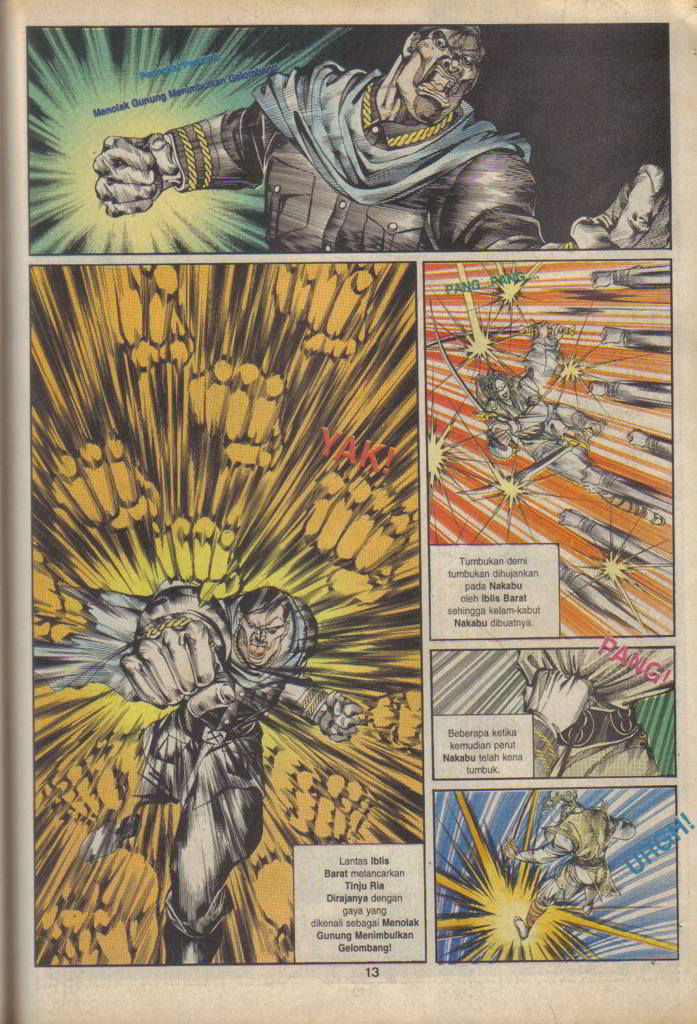 "Peringkat Pertama:
Menolak Gunung Menimbulkan Gelombang
YAK!
Lantas Iblis
Barat melancarkan
Tinju Ria
Dirajanya dengan
gaya yang
dikenali sebagai Menolak
Gunung Menimbulkan
Gelombang!
PANG...PANG...
Tumbukan demi
tumbukan dihujankan
pada Nakabu
oleh Iblis Barat
sehingga kelam-kabut
Nakabu dibuatnya.
PANG!
Beberapa ketika
kemudian perut
Nakabu telah kena
tumbuk.
13